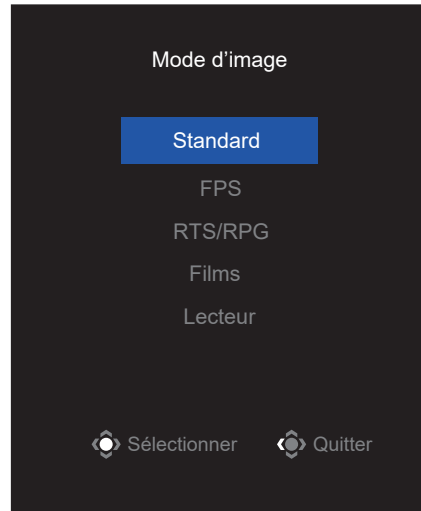 Mode d’image
Standard
FPS
RTS/RPG
Films
Lecteur
Sélectionner Quitter